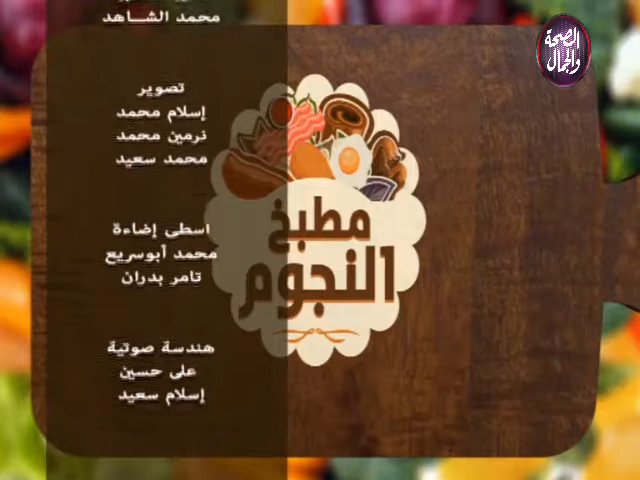 محمد الشاهد
تصوير
إسلام محمد
نرمين محمد
محمد سعيد
اسطى إضاءة
محمد أبوسريع
تامر بدران
هندسة صوتية
على حسين
إسلام سعيد
مطبخ
النجوم
الصحة
والجمال